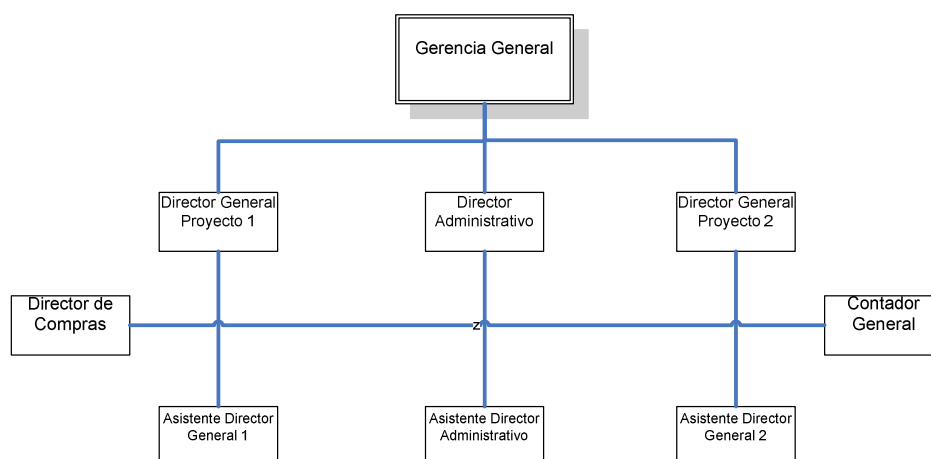 Gerencia General
Director General
Proyecto 1
Director
Administrativo
Director General
Proyecto 2
Director de
Compras
z
Contador
General
Asistente Director
General 1
Asistente Director
Administrativo
Asistente Director
General 2